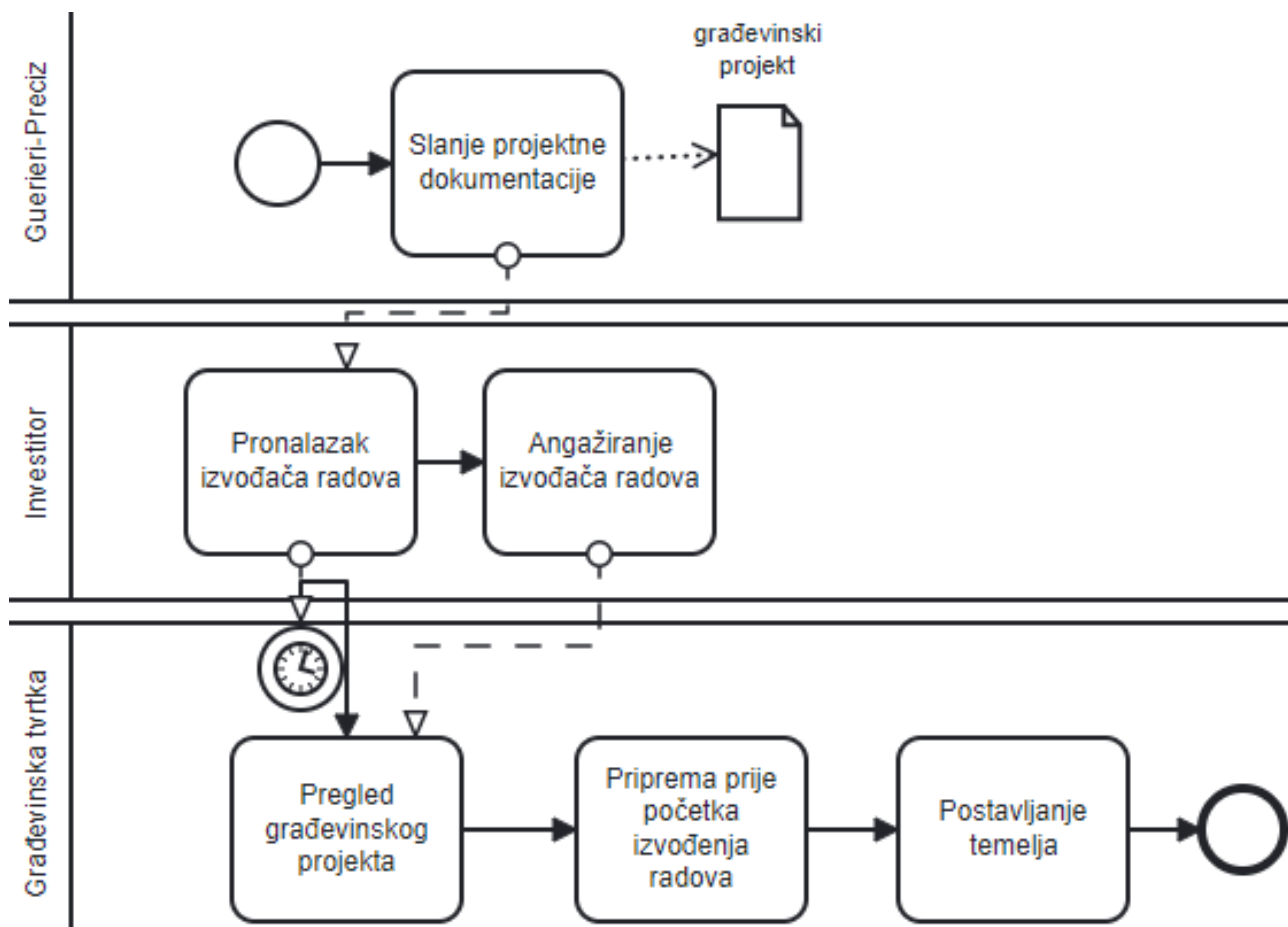 Guerieri-Preciz
građevinski
projekt
Slanje projektne
dokumentacije
Investitor
Pronalazak
izvođača radova
Angažiranje
izvođača radova
Građevinska tvrtka
Pregled
građevinskog
projekta
Priprema prije
početka
izvođenja
radova
Postavljanje
temelja